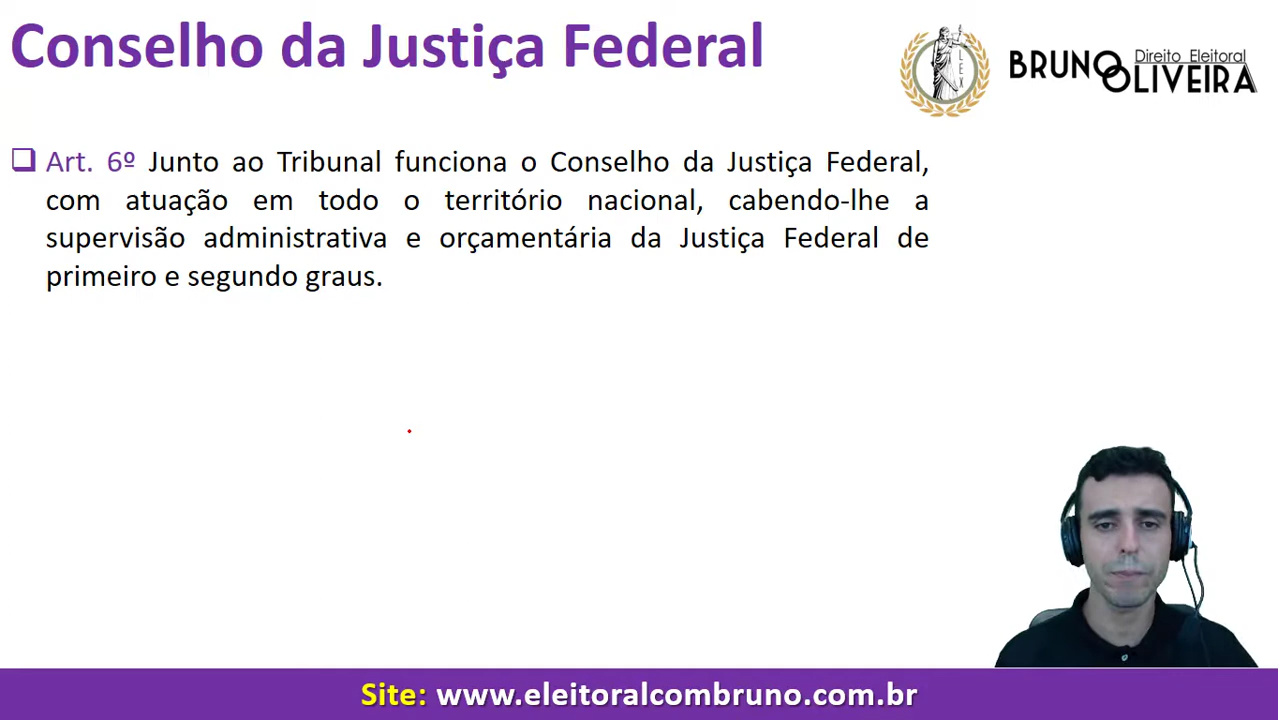 Conselho da Justiça Federal
LEX
BRUNO Direito Eleitoral
OLIVEIRA
Art. 6º Junto ao Tribunal funciona o Conselho da Justiça Federal,
com atuação em todo o território nacional, cabendo-lhe a
supervisão administrativa e orçamentária da Justiça Federal de
primeiro e segundo graus.
Site: www.eleitoralcombruno.com.br